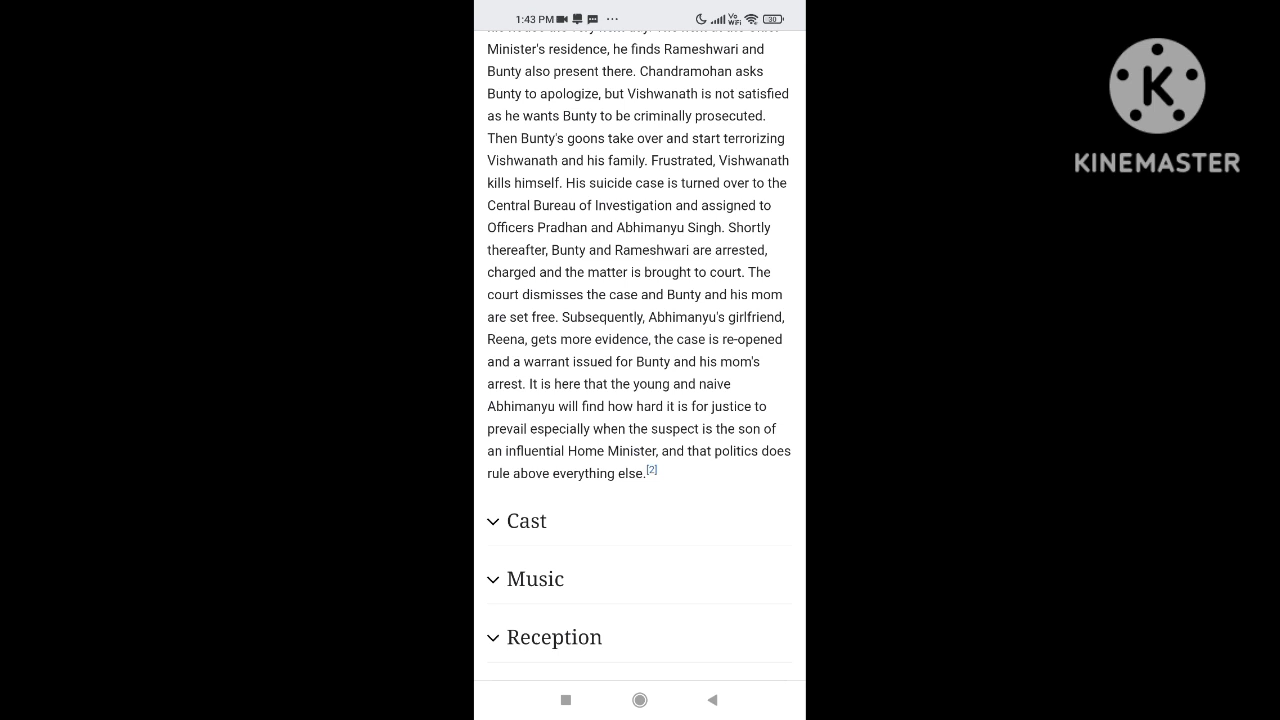 1:43 PM
Vo
WiFi
30
Minister's residence, he finds Rameshwari and
Bunty also present there. Chandramohan asks
Bunty to apologize, but Vishwanath is not satisfied
as he wants Bunty to be criminally prosecuted.
Then Bunty's goons take over and start terrorizing
Vishwanath and his family. Frustrated, Vishwanath
kills himself. His suicide case is turned over to the
Central Bureau of Investigation and assigned to
Officers Pradhan and Abhimanyu Singh. Shortly
thereafter, Bunty and Rameshwari are arrested,
charged and the matter is brought to court. The
court dismisses the case and Bunty and his mom
are set free. Subsequently, Abhimanyu's girlfriend,
Reena, gets more evidence, the case is re-opened
and a warrant issued for Bunty and his mom's
arrest. It is here that the young and naive
Abhimanyu will find how hard it is for justice to
prevail especially when the suspect is the son of
an influential Home Minister, and that politics does
rule above everything else.[2]
Cast
Music
Reception
K
KINEMASTER